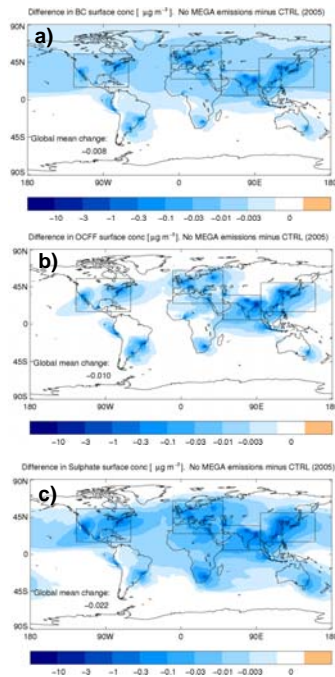 Difference in BC surface conc [ μg m⁻³]. No MEGA emissions minus CTRL (2005)
a)
90N
45N
0
45S
90S
Global mean change:
-0.008
180 90W 0 90E 180
-10 -3 -1 -0.3 -0.1 -0.03 -0.01 -0.003 0
Difference in OCFF surface conc [ μg m⁻³]. No MEGA emissions minus CTRL (2005)
b)
90N
45N
0
45S
90S
Global mean change:
-0.010
180 90W 0 90E 180
-10 -3 -1 -0.3 -0.1 -0.03 -0.01 -0.003 0
Difference in Sulphate surface conc [ μg m⁻³]. No MEGA emissions minus CTRL (2005)
c)
90N
45N
0
45S
90S
Global mean change:
-0.022
180 90W 0 90E 180
-10 -3 -1 -0.3 -0.1 -0.03 -0.01 -0.003 0